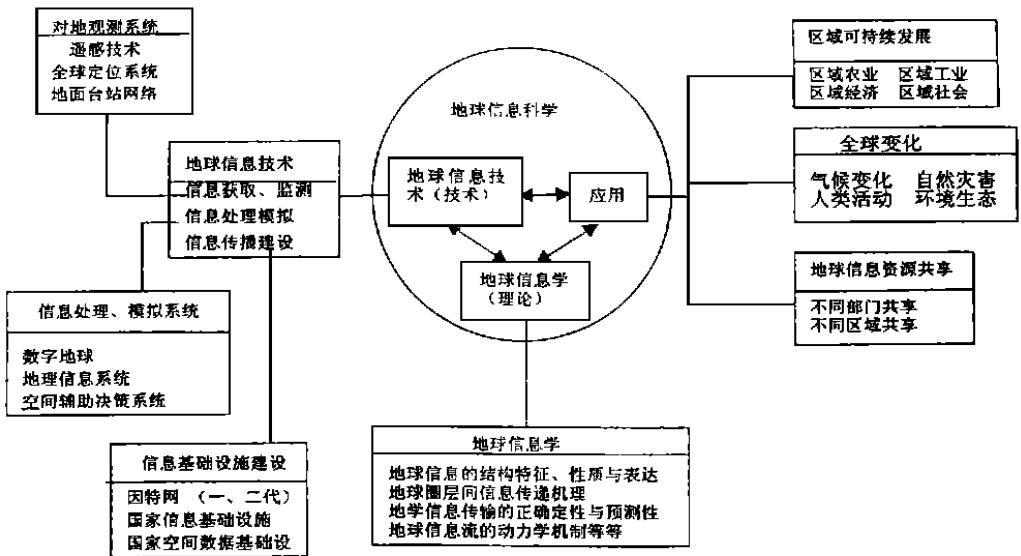 对地观测系统
遥感技术
全球定位系统
地面台站网络
地球信息技术
信息获取、监测
信息处理模拟
信息传播建设
信息处理、模拟系统
数字地球
地理信息系统
空间辅助决策系统
信息基础设施建设
因特网 （一、二代）
国家信息基础设施
国家空间数据基础设
地球信息科学
地球信息技
术（技术）
应用
地球信息学
（理论）
地球信息学
地球信息的结构特征、性质与表达
地球圈层间信息传递机理
地学信息传输的正确定性与预测性
地球信息流的动力学机制等等
区域可持续发展
区域农业 区域工业
区域经济 区域社会
全球变化
气候变化 自然灾害
人类活动 环境生态
地球信息资源共享
不同部门共享
不同区域共享